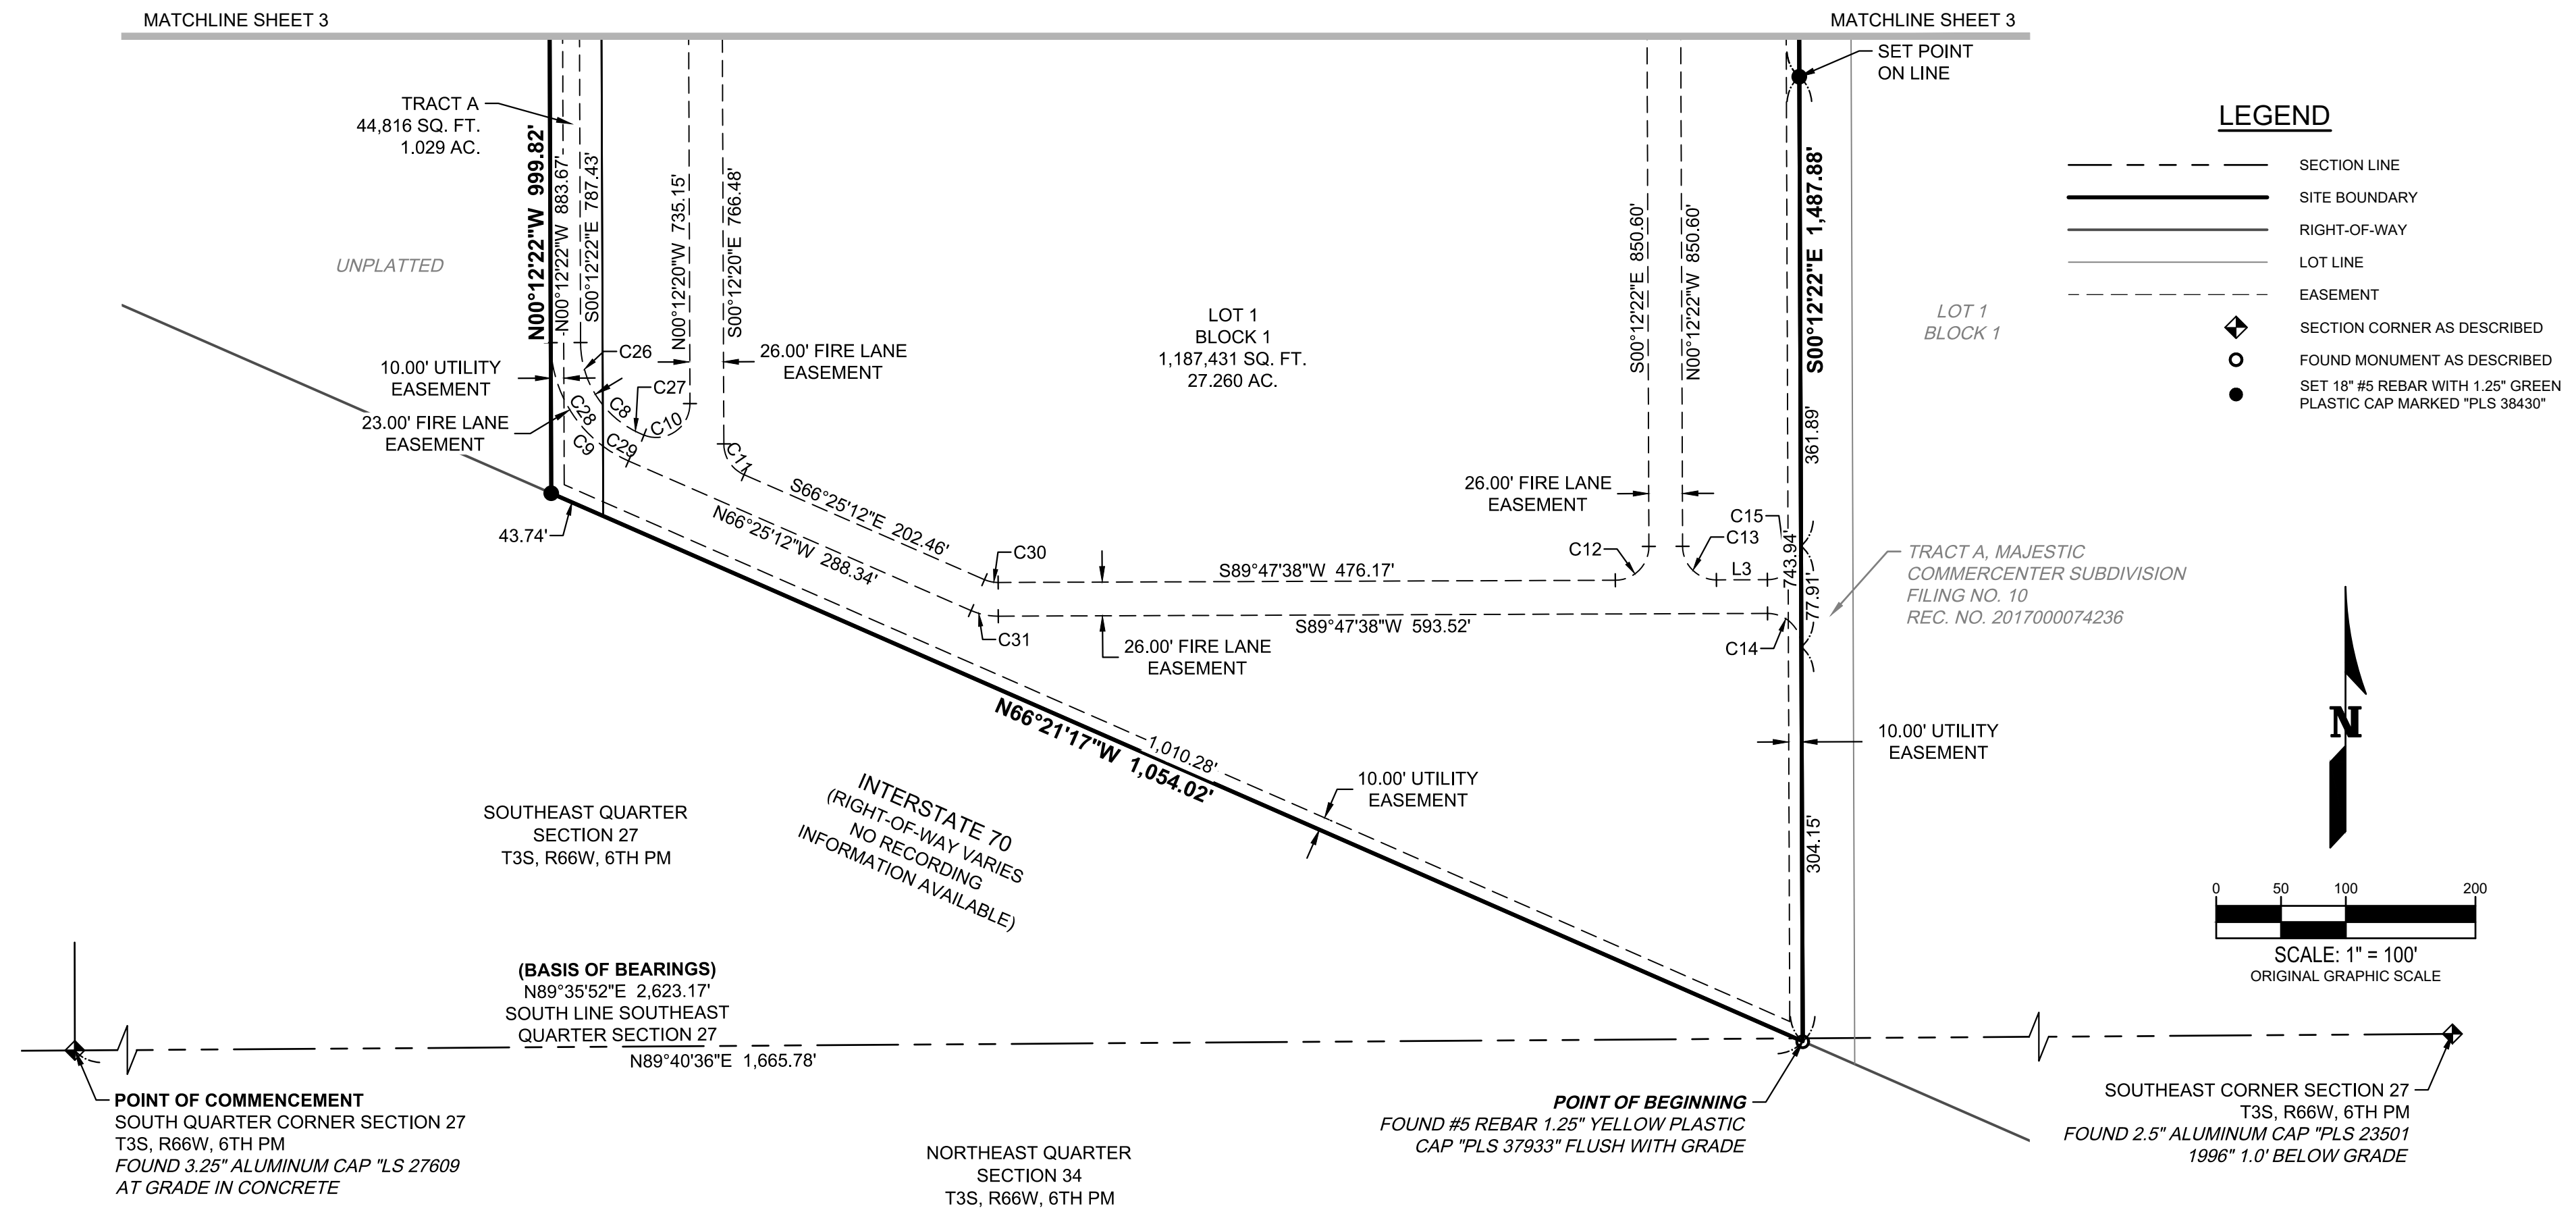 MATCHLINE SHEET 3
MATCHLINE SHEET 3
SET POINT
ON LINE
TRACT A
44,816 SQ. FT.
1.029 AC.
N00°12'22"W 999.82'
N00°12'22"W 883.67'
S00°12'22"E 787.43'
N00°12'20"W 735.15'
S00°12'20"E 766.48'
UNPLATTED
C26
C27
C28
C8
C10
C9
C29
C11
10.00' UTILITY
EASEMENT
23.00' FIRE LANE
EASEMENT
26.00' FIRE LANE
EASEMENT
43.74'
LOT 1
BLOCK 1
1,187,431 SQ. FT.
27.260 AC.
S00°12'22"E 850.60'
N00°12'22"W 850.60'
S00°12'22"E 1,487.88'
361.89'
LOT 1
BLOCK 1
26.00' FIRE LANE
EASEMENT
S66°25'12"E 202.46'
N66°25'12"W 288.34'
C30
C31
S89°47'38"W 476.17'
S89°47'38"W 593.52'
26.00' FIRE LANE
EASEMENT
C12
C13
C15
L3
C14
743.94'
77.91'
TRACT A, MAJESTIC
COMMERCENTER SUBDIVISION
FILING NO. 10
REC. NO. 2017000074236
10.00' UTILITY
EASEMENT
304.15'
N66°21'17"W 1,054.02'
1,010.28'
10.00' UTILITY
EASEMENT
INTERSTATE 70
(RIGHT-OF-WAY VARIES
NO RECORDING
INFORMATION AVAILABLE)
SOUTHEAST QUARTER
SECTION 27
T3S, R66W, 6TH PM
(BASIS OF BEARINGS)
N89°35'52"E 2,623.17'
SOUTH LINE SOUTHEAST
QUARTER SECTION 27
N89°40'36"E 1,665.78'
POINT OF COMMENCEMENT
SOUTH QUARTER CORNER SECTION 27
T3S, R66W, 6TH PM
FOUND 3.25" ALUMINUM CAP "LS 27609
AT GRADE IN CONCRETE
NORTHEAST QUARTER
SECTION 34
T3S, R66W, 6TH PM
POINT OF BEGINNING
FOUND #5 REBAR 1.25" YELLOW PLASTIC
CAP "PLS 37933" FLUSH WITH GRADE
SOUTHEAST CORNER SECTION 27
T3S, R66W, 6TH PM
FOUND 2.5" ALUMINUM CAP "PLS 23501
1996" 1.0' BELOW GRADE
LEGEND
SECTION LINE
SITE BOUNDARY
RIGHT-OF-WAY
LOT LINE
EASEMENT
SECTION CORNER AS DESCRIBED
FOUND MONUMENT AS DESCRIBED
SET 18" #5 REBAR WITH 1.25" GREEN
PLASTIC CAP MARKED "PLS 38430"
N
0 50 100 200
SCALE: 1" = 100'
ORIGINAL GRAPHIC SCALE